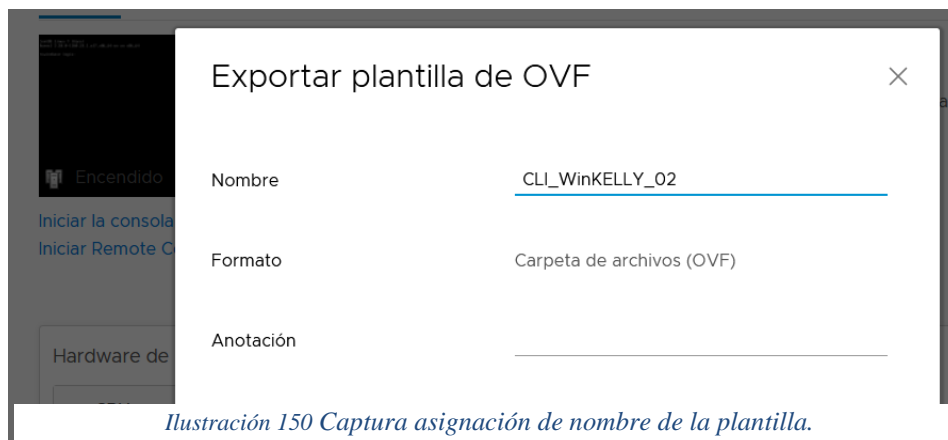 Exportar plantilla de OVF
Encendido
Nombre
CLI_WinKELLY_02
Iniciar la consola
Iniciar Remote C
Formato
Carpeta de archivos (OVF)
Anotación
Hardware de
Ilustración 150 Captura asignación de nombre de la plantilla.